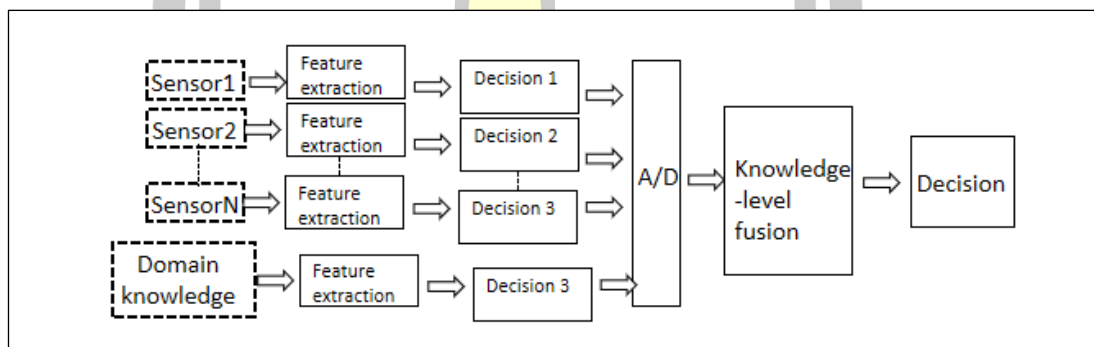 Sensor1
Feature
extraction
Decision 1
Sensor2
Feature
extraction
Decision 2
SensorN
Feature
extraction
Decision 3
Domain
knowledge
Feature
extraction
Decision 3
A/D
Knowledge
-level
fusion
Decision